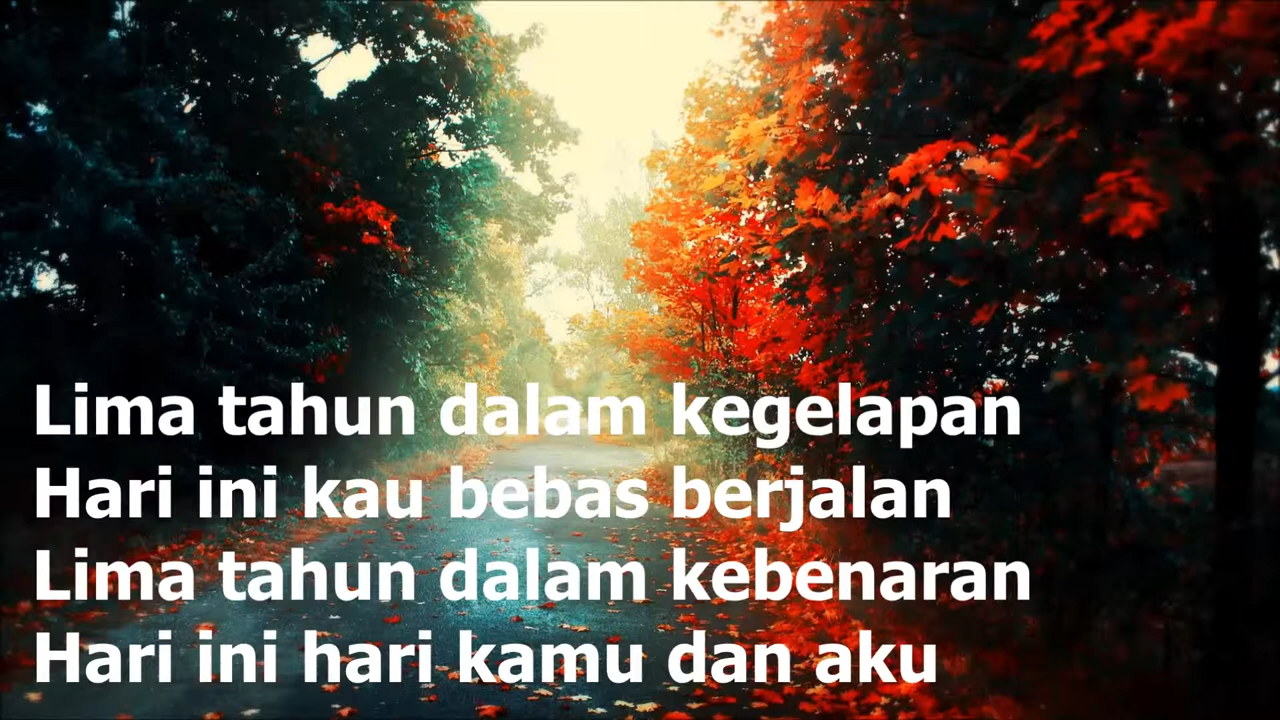 Lima tahun dalam kegelapan
Hari ini kau bebas berjalan
Lima tahun dalam kebenaran
Hari ini hari kamu dan aku